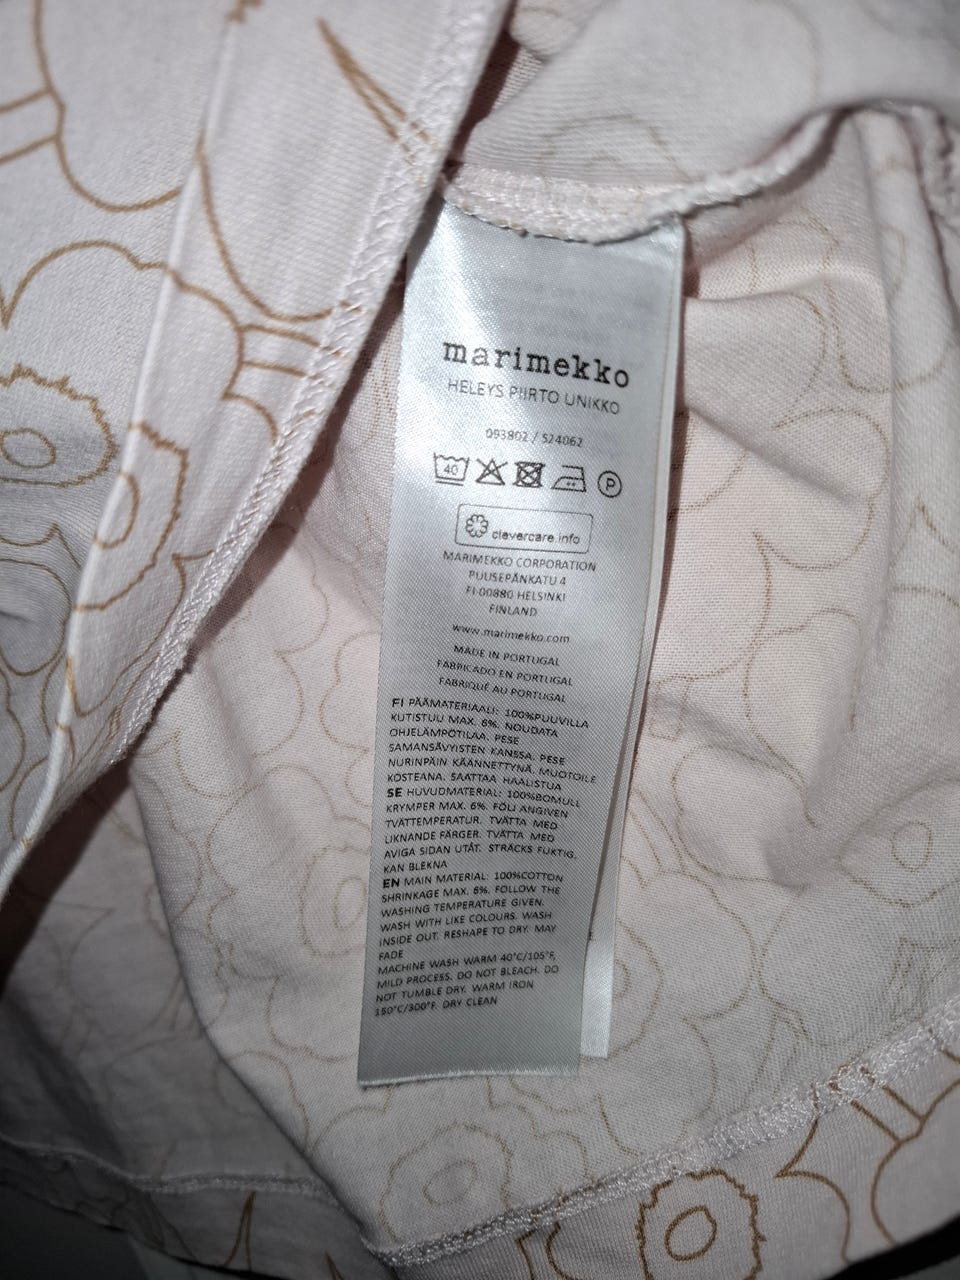 marimekko
HELEYS PIIRTO UNIKKO
093802 / 524062
40
P
clevercare.info
MARIMEKKO CORPORATION
PUUSEPÄNKATU 4
FI-00880 HELSINKI
FINLAND
www.marimekko.com
MADE IN PORTUGAL
FABRICADO EN PORTUGAL
FABRIQUÉ AU PORTUGAL
FI PÄÄMATERIAALI: 100%PUUVILLA
KUTISTUU MAX. 6%. NOUDATA
OHJELÄMPÖTILAA. PESE
SAMANSÄVYISTEN KANSSA. PESE
NURINPÄIN KÄÄNNETTYNÄ. MUOTOILE
KOSTEANA. SAATTAA HAALISTUA
SE HUVUDMATERIAL: 100%BOMULL
KRYMPER MAX. 6%. FÖLJ ANGIVEN
TVÄTTEMPERATUR. TVÄTTA MED
LIKNANDE FÄRGER. TVÄTTA MED
AVIGA SIDAN UTÅT. STRÄCKS FUKTIG.
KAN BLEKNA
EN MAIN MATERIAL: 100%COTTON
SHRINKAGE MAX. 6%. FOLLOW THE
WASHING TEMPERATURE GIVEN.
WASH WITH LIKE COLOURS. WASH
INSIDE OUT. RESHAPE TO DRY. MAY
FADE
MACHINE WASH WARM 40°C/105°F,
MILD PROCESS. DO NOT BLEACH. DO
NOT TUMBLE DRY. WARM IRON
150°C/300°F. DRY CLEAN